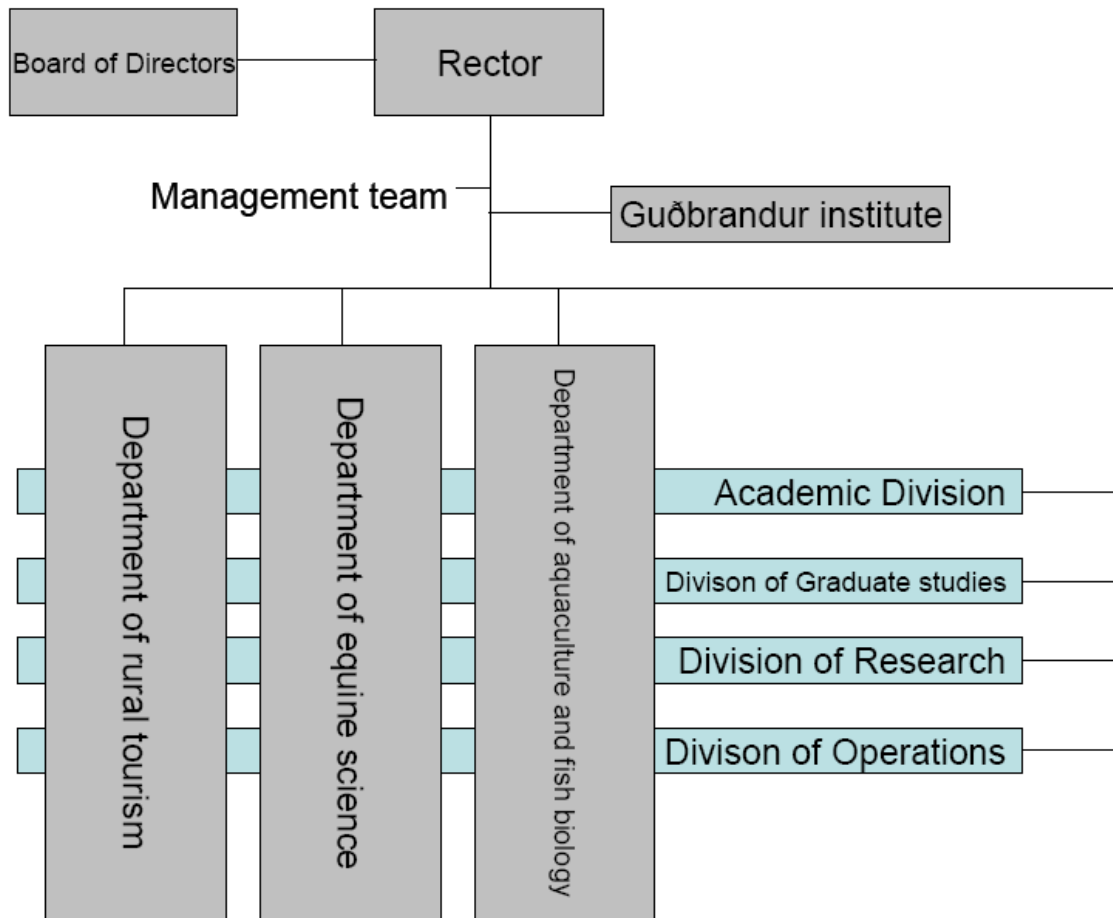 Board of Directors
Rector
Management team
Guðbrandur institute
Department of rural tourism
Department of equine science
Department of aquaculture and fish biology
Academic Division
Divison of Graduate studies
Division of Research
Divison of Operations